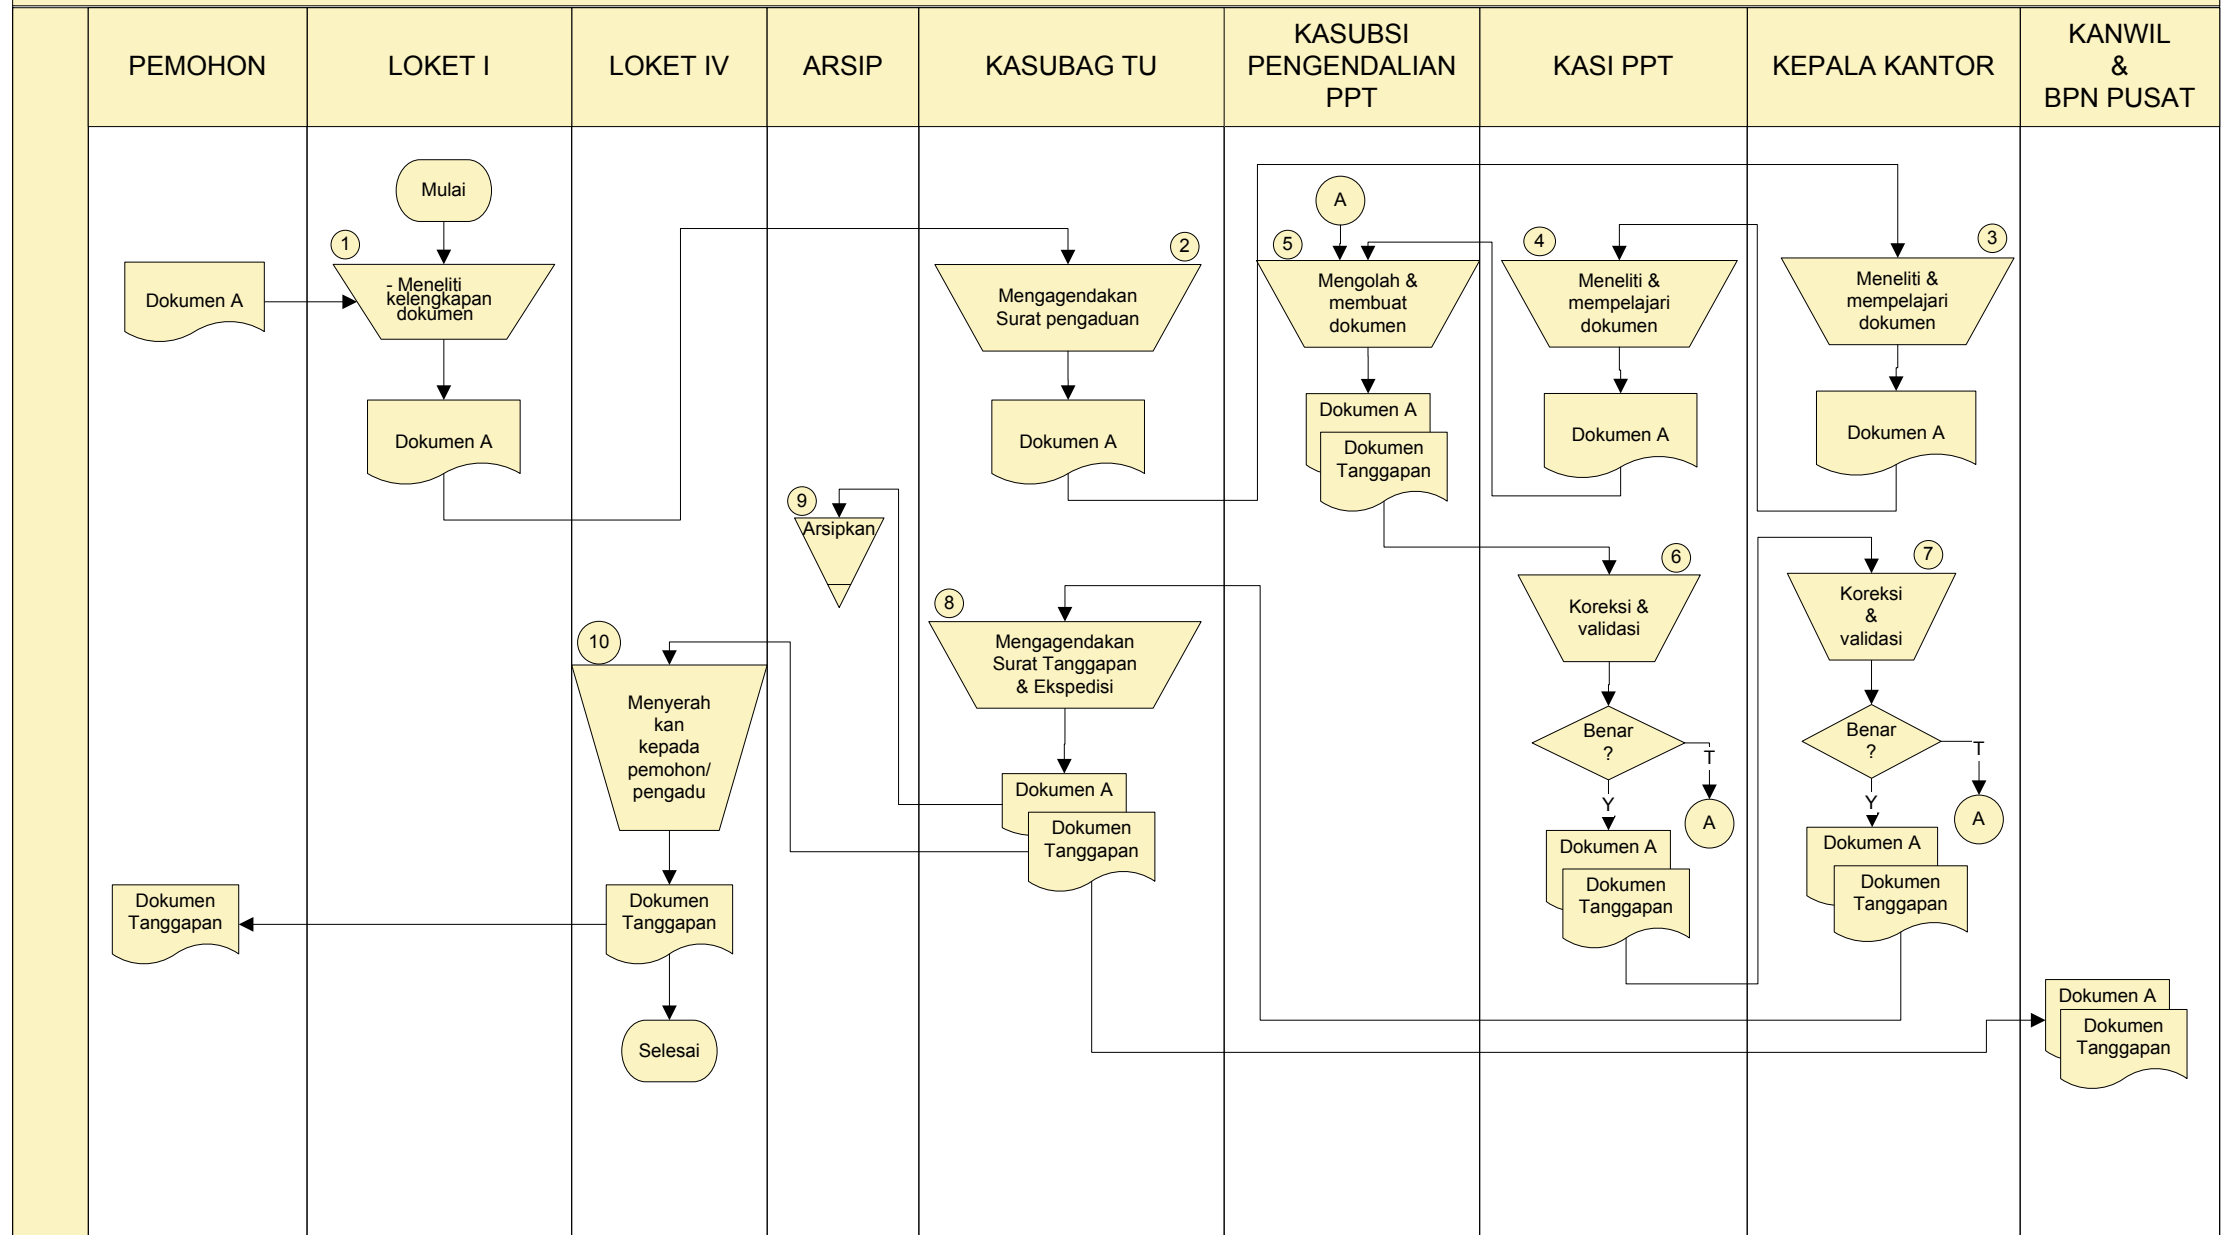 PEMOHON
LOKET I
LOKET IV
ARSIP
KASUBAG TU
KASUBSI
PENGENDALIAN
PPT
KASI PPT
KEPALA KANTOR
KANWIL
&
BPN PUSAT
Mulai
1
- Meneliti
kelengkapan
dokumen
Dokumen A
Dokumen A
2
Mengagendakan
Surat pengaduan
Dokumen A
A
5
Mengolah &
membuat
dokumen
Dokumen A
Dokumen
Tanggapan
4
Meneliti &
mempelajari
dokumen
Dokumen A
3
Meneliti &
mempelajari
dokumen
Dokumen A
9
Arsipkan
6
Koreksi &
validasi
Benar
?
T
A
Y
Dokumen A
Dokumen
Tanggapan
7
Koreksi
&
validasi
Benar
?
T
A
Y
Dokumen A
Dokumen
Tanggapan
8
Mengagendakan
Surat Tanggapan
& Ekspedisi
Dokumen A
Dokumen
Tanggapan
10
Menyerah
kan
kepada
pemohon/
pengadu
Dokumen
Tanggapan
Dokumen
Tanggapan
Selesai
Dokumen A
Dokumen
Tanggapan